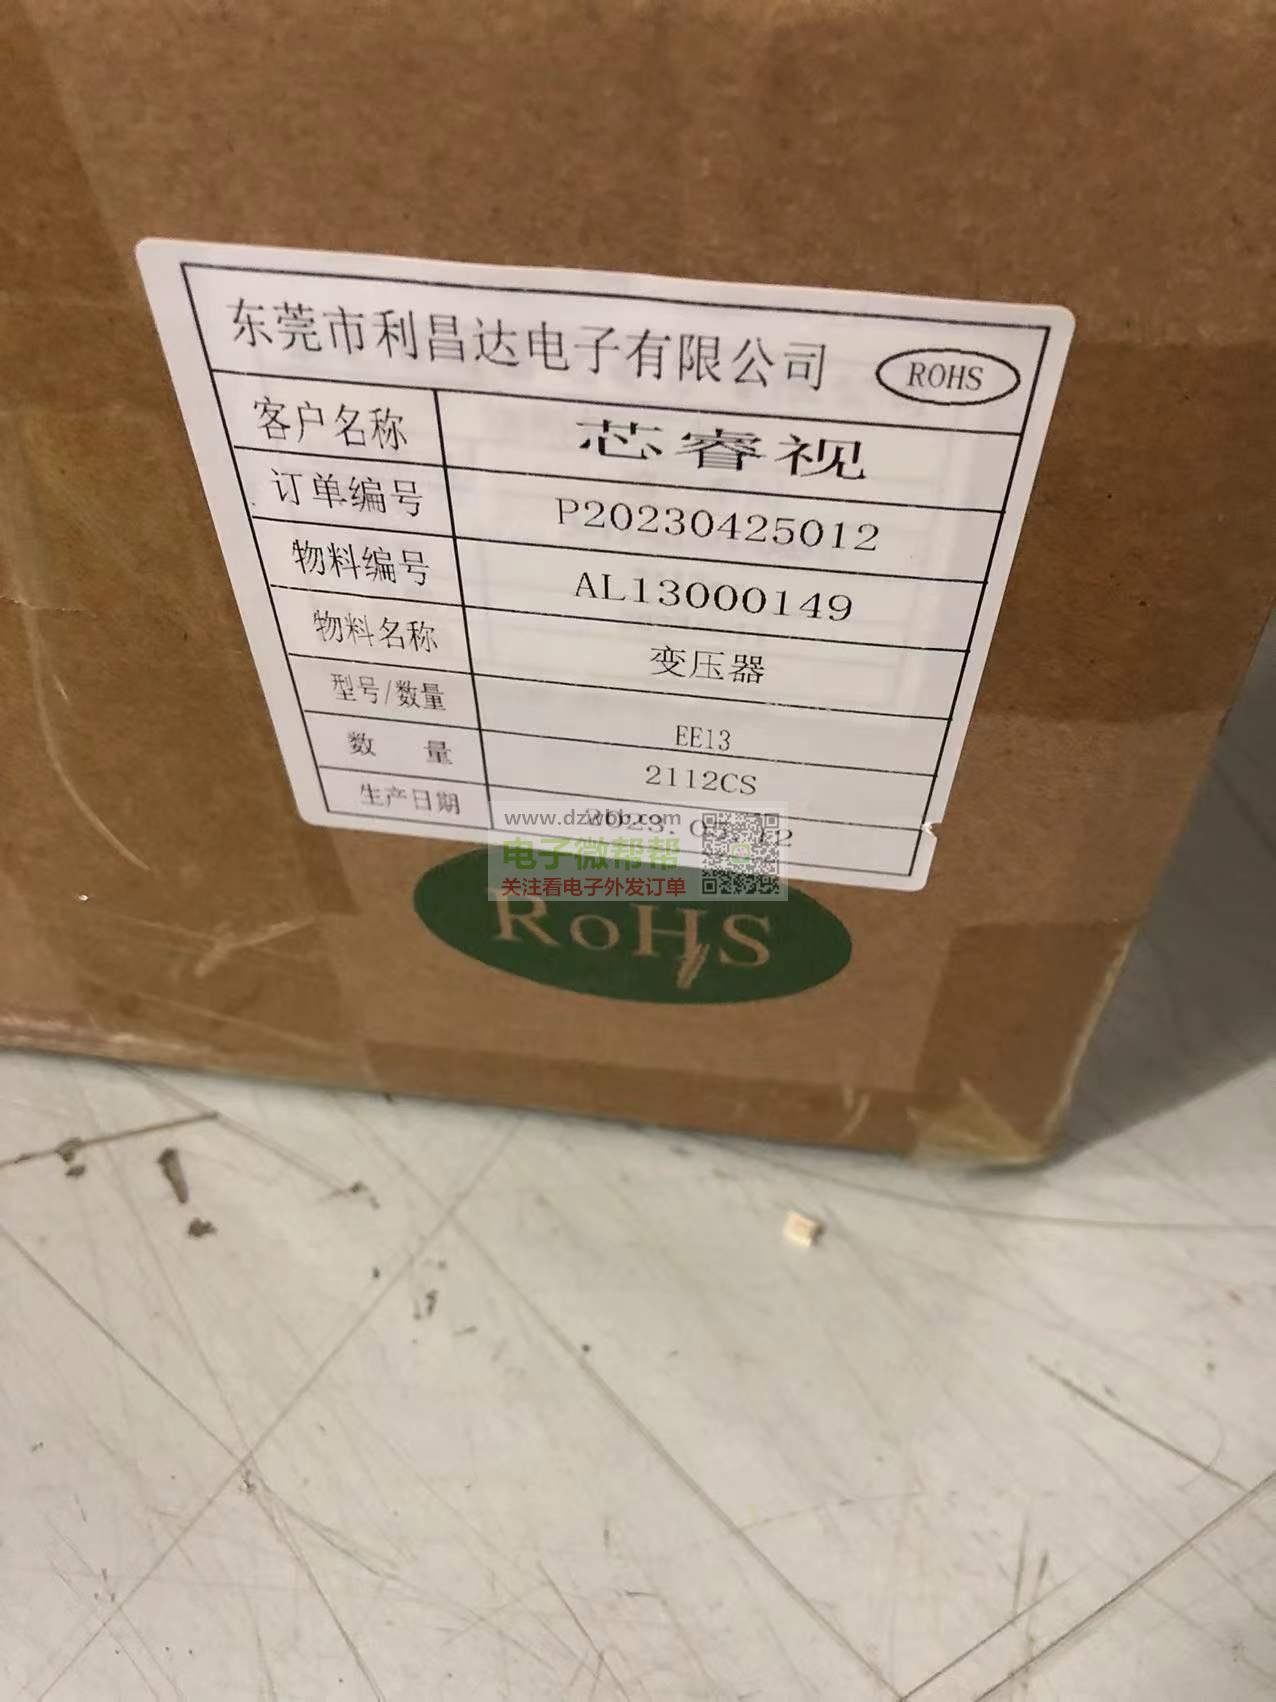 东莞市利昌达电子有限公司 ROHS
客户名称 芯睿视
订单编号 P20230425012
物料编号 AL13000149
物料名称 变压器
型号/数量 EE13
数 量 2112CS
生产日期
www.dzwbb.com
电子微帮帮
关注看电子外发订单
RoHS